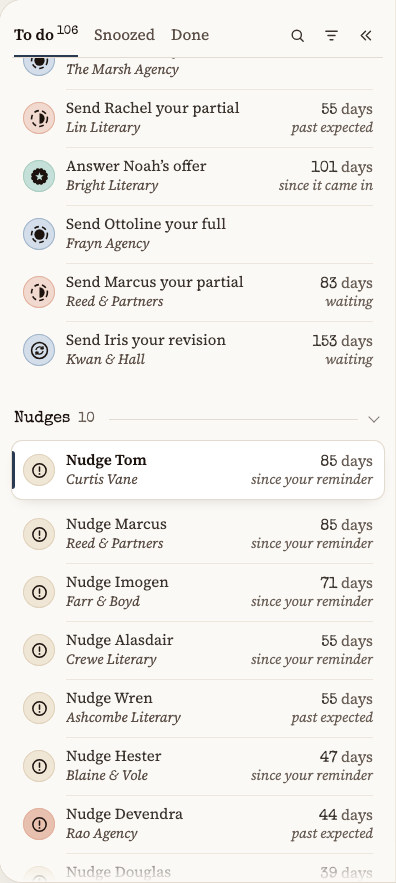 To do 106 Snoozed Done
The Marsh Agency
Send Rachel your partial 55 days
Lin Literary past expected
Answer Noah's offer 101 days
Bright Literary since it came in
Send Ottoline your full
Frayn Agency
Send Marcus your partial 83 days
Reed & Partners waiting
Send Iris your revision 153 days
Kwan & Hall waiting
Nudges 10
Nudge Tom 85 days
Curtis Vane since your reminder
Nudge Marcus 85 days
Reed & Partners since your reminder
Nudge Imogen 71 days
Farr & Boyd since your reminder
Nudge Alasdair 55 days
Crewe Literary since your reminder
Nudge Wren 55 days
Ashcombe Literary past expected
Nudge Hester 47 days
Blaine & Vole since your reminder
Nudge Devendra 44 days
Rao Agency past expected
Nudge Douglas 39 days